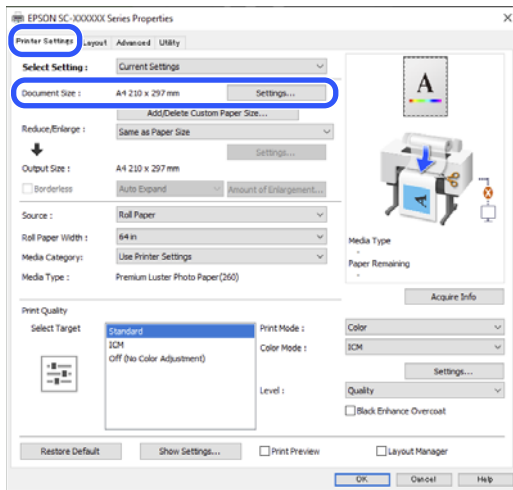 EPSON SC-XXXXXX Series Properties
Printer Settings Layout Advanced Utility
Select Setting : Current Settings
Document Size : A4 210 x 297 mm Settings...
Add/Delete Custom Paper Size...
Reduce/Enlarge : Same as Paper Size
Settings...
Output Size : A4 210 x 297 mm
Borderless Auto Expand Amount of Enlargement...
Source : Roll Paper
Roll Paper Width : 64 in
Media Category: Use Printer Settings
Media Type : Premium Luster Photo Paper(260)
A
Media Type
-
Paper Remaining
-
Acquire Info
Print Quality
Select Target
Standard
ICM
Off (No Color Adjustment)
Print Mode : Color
Color Mode : ICM
Settings...
Level : Quality
Black Enhance Overcoat
Restore Default Show Settings... Print Preview Layout Manager
OK Cancel Help